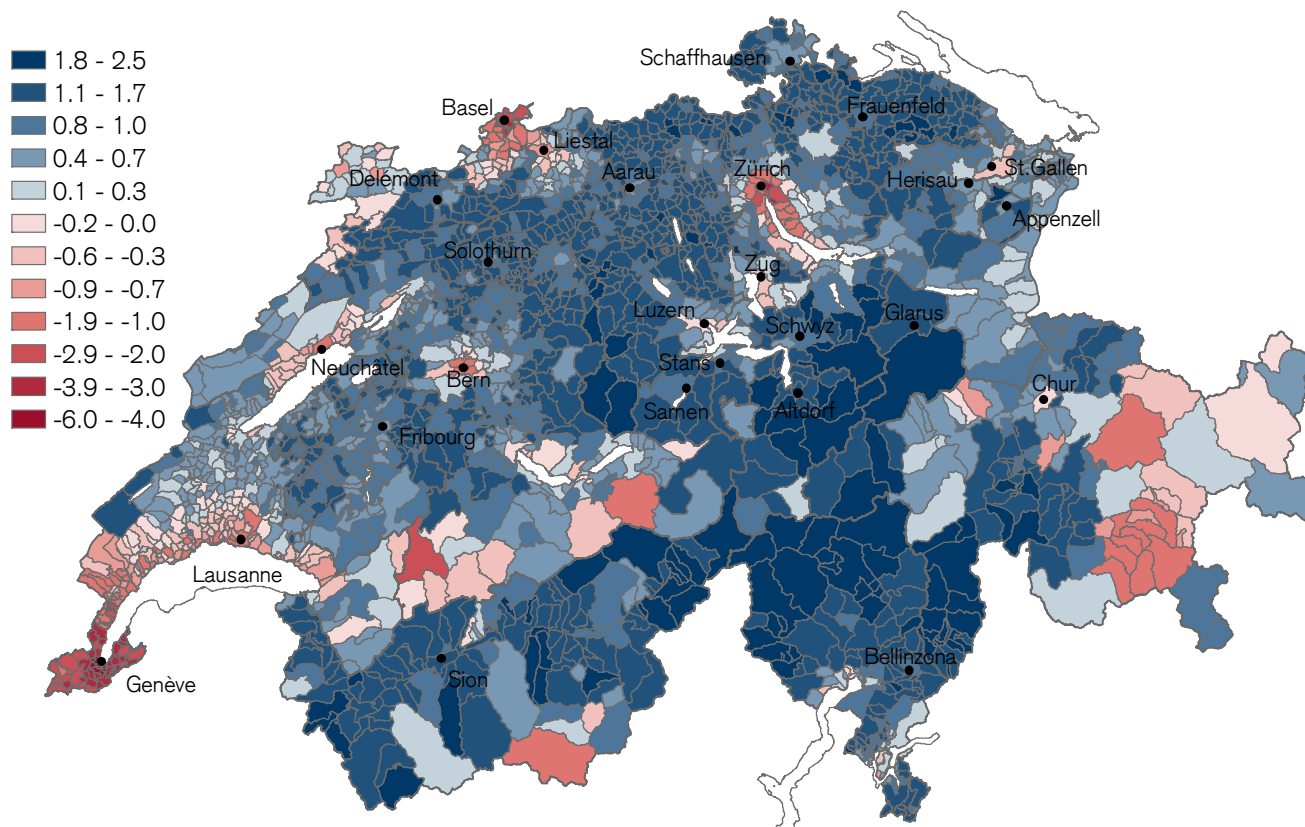 1.8 - 2.5
1.1 - 1.7
0.8 - 1.0
0.4 - 0.7
0.1 - 0.3
-0.2 - 0.0
-0.6 - -0.3
-0.9 - -0.7
-1.9 - -1.0
-2.9 - -2.0
-3.9 - -3.0
-6.0 - -4.0
Schaffhausen
Basel
Frauenfeld
Liestal
Delémont
Aarau
Zürich
Herisau
St.Gallen
Appenzell
Solothurn
Zug
Luzern
Schwyz
Glarus
Neuchâtel
Bern
Stans
Sarnen
Altdorf
Chur
Fribourg
Lausanne
Bellinzona
Sion
Genève